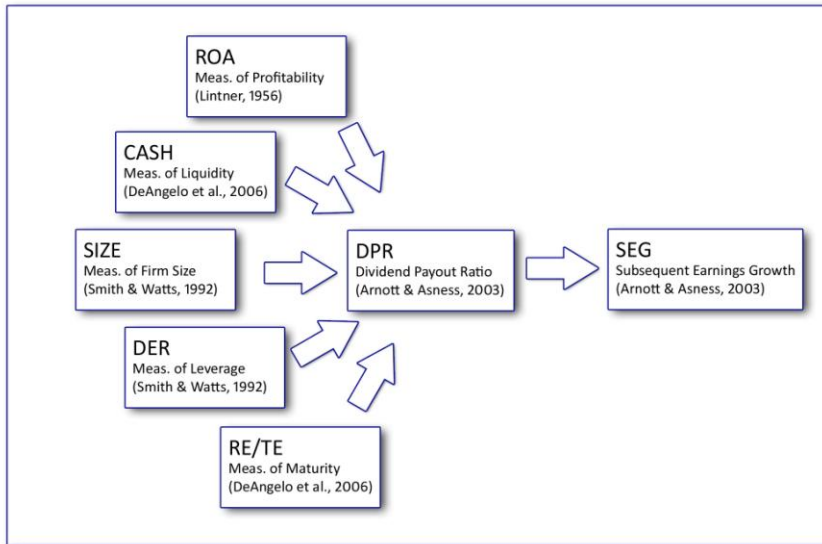 ROA
Meas. of Profitability
(Lintner, 1956)
CASH
Meas. of Liquidity
(DeAngelo et al., 2006)
SIZE
Meas. of Firm Size
(Smith & Watts, 1992)
DPR
Dividend Payout Ratio
(Arnott & Asness, 2003)
SEG
Subsequent Earnings Growth
(Arnott & Asness, 2003)
DER
Meas. of Leverage
(Smith & Watts, 1992)
RE/TE
Meas. of Maturity
(DeAngelo et al., 2006)